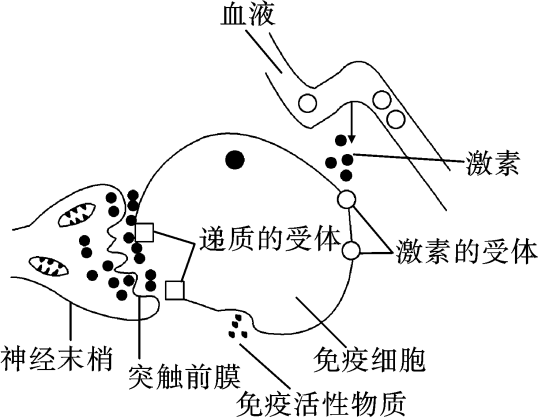 血液
激素
递质的受体
激素的受体
神经末梢
突触前膜
免疫细胞
免疫活性物质